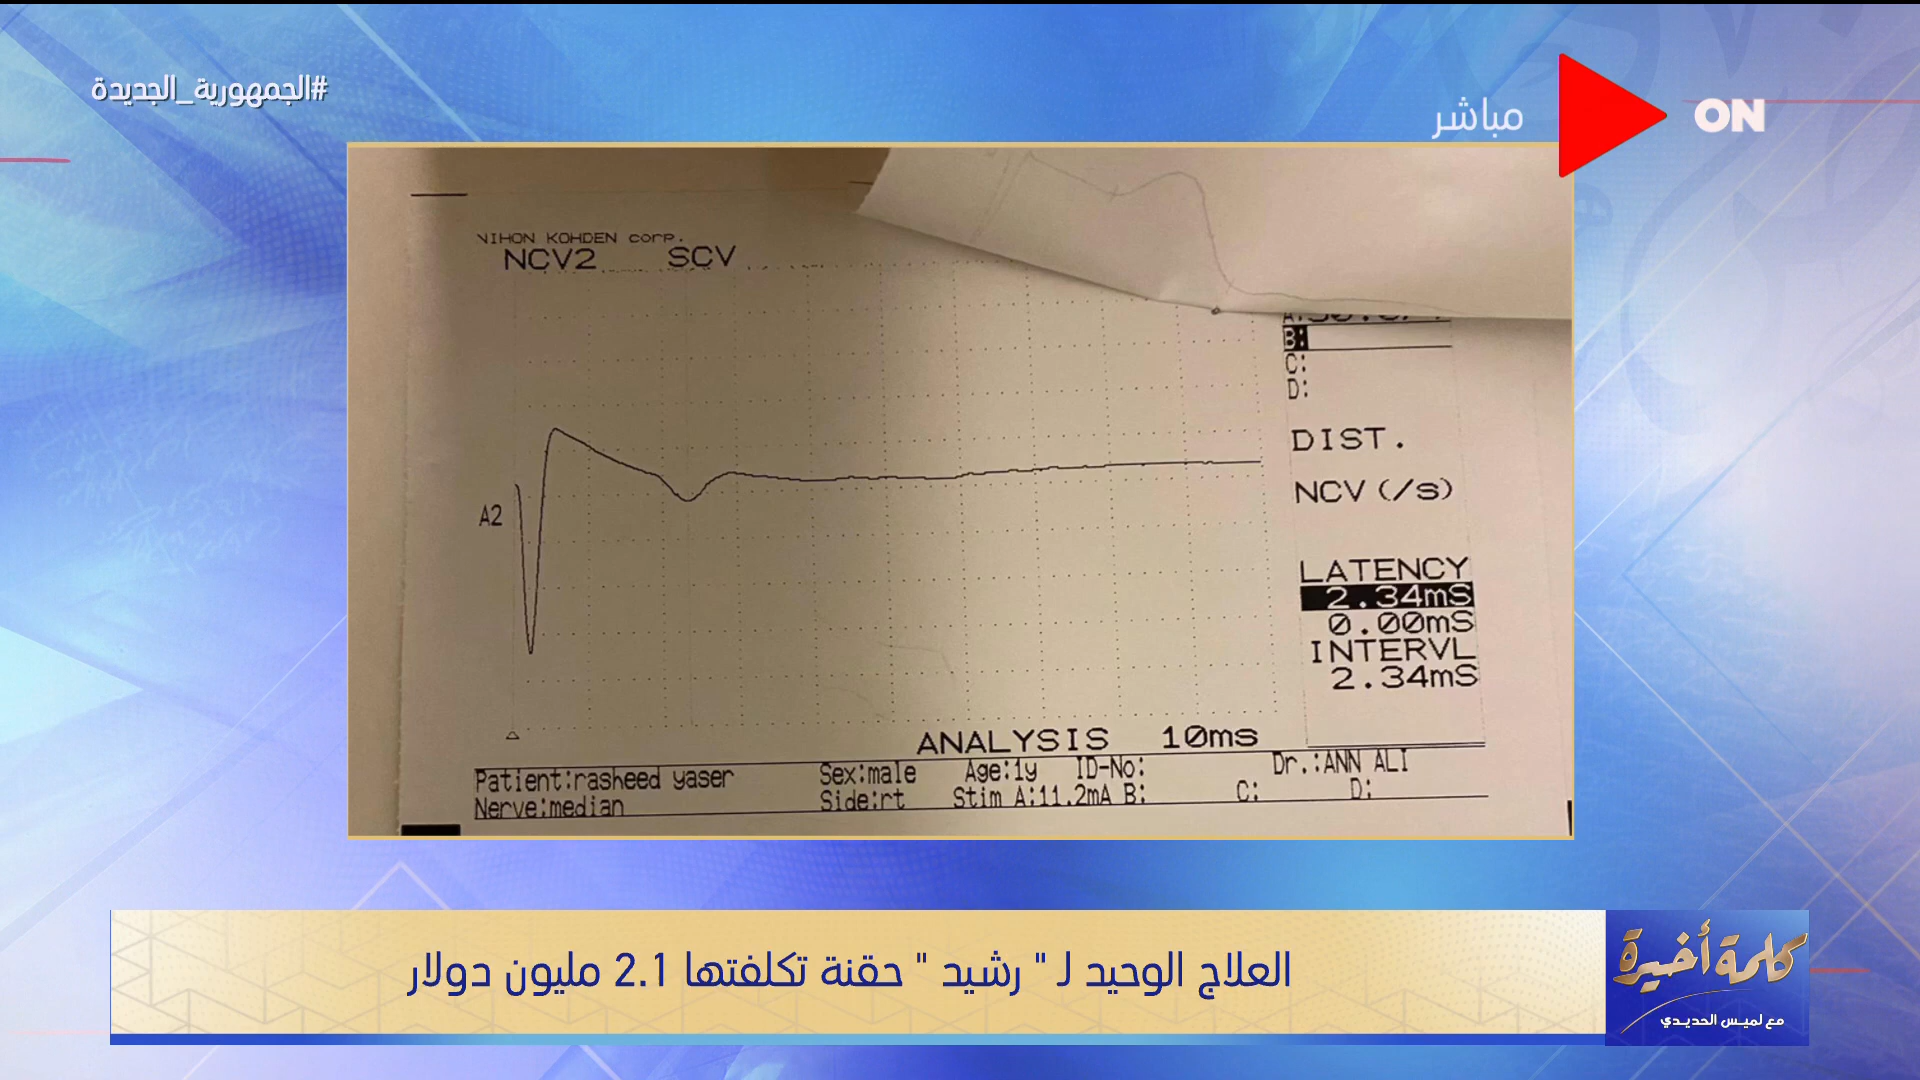 #الجمهورية_الجديدة
مباشر
ON
NIHON KOHDEN corp.
NCV2 SCV
B:
C:
D:
DIST.
NCV(/s)
A2
LATENCY
2.34mS
0.00mS
INTERVL
2.34mS
ANALYSIS 10ms
Patient:rasheed yaser Sex:male Age:1y ID-No: Dr.:ANN ALI
Nerve:median Side:rt Stim A:11.2mA B: C: D:
العلاج الوحيد لـ " رشيد " حقنة تكلفتها 2.1 مليون دولار
كلمة أخيرة
مع لميس الحديدي